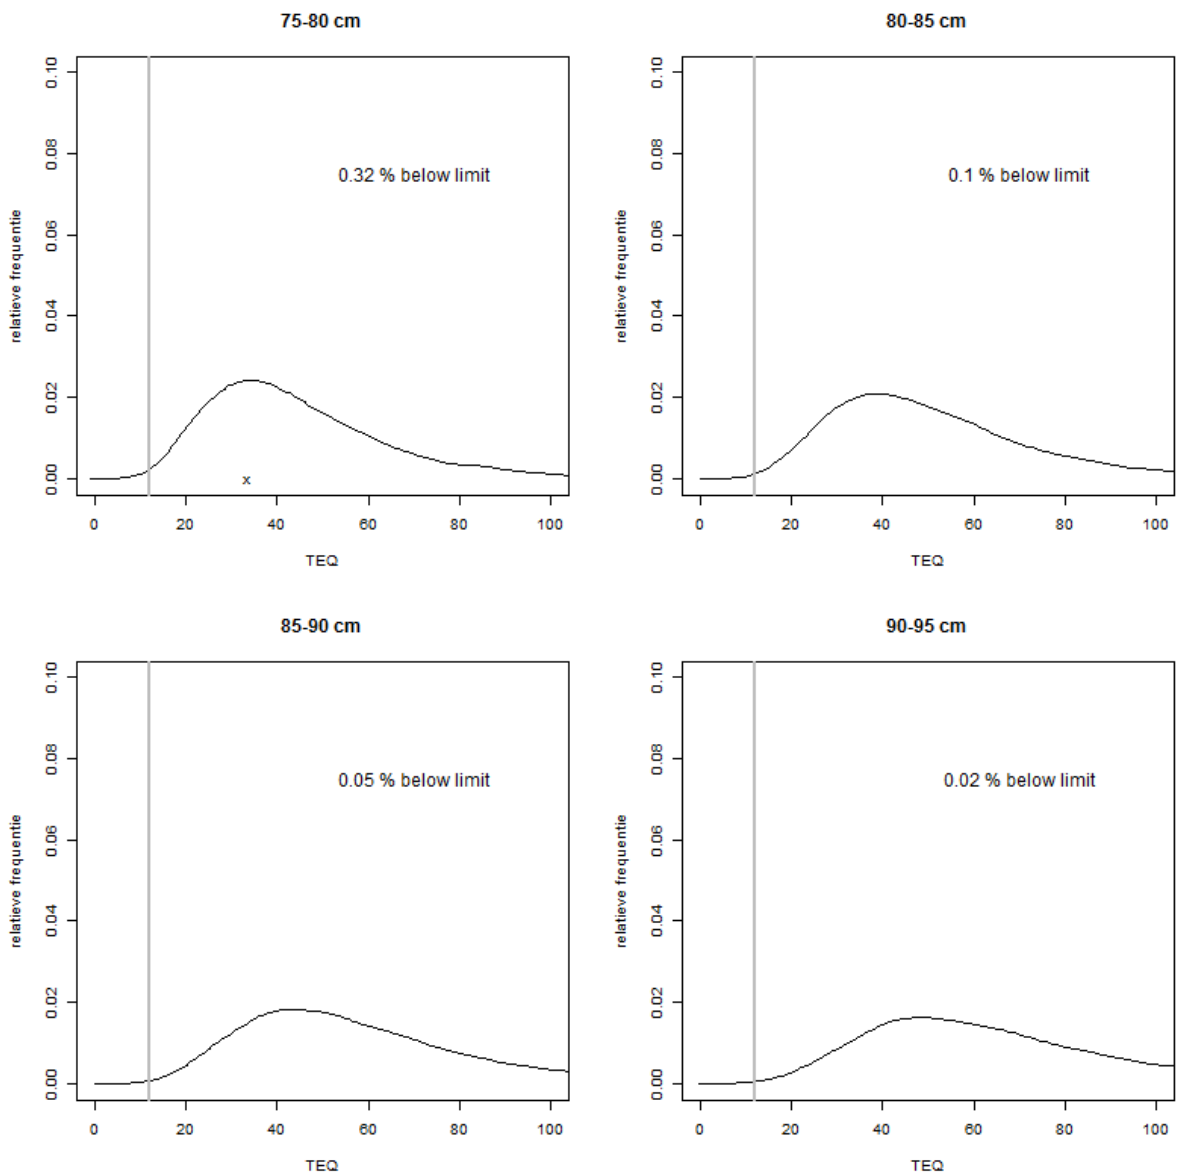 75-80 cm
0.10
0.08
0.06
0.04
0.02
0.00
relatieve frequentie
0.32 % below limit
x
0 20 40 60 80 100
TEQ
80-85 cm
0.10
0.08
0.06
0.04
0.02
0.00
relatieve frequentie
0.1 % below limit
0 20 40 60 80 100
TEQ
85-90 cm
0.10
0.08
0.06
0.04
0.02
0.00
relatieve frequentie
0.05 % below limit
0 20 40 60 80 100
TEQ
90-95 cm
0.10
0.08
0.06
0.04
0.02
0.00
relatieve frequentie
0.02 % below limit
0 20 40 60 80 100
TEQ